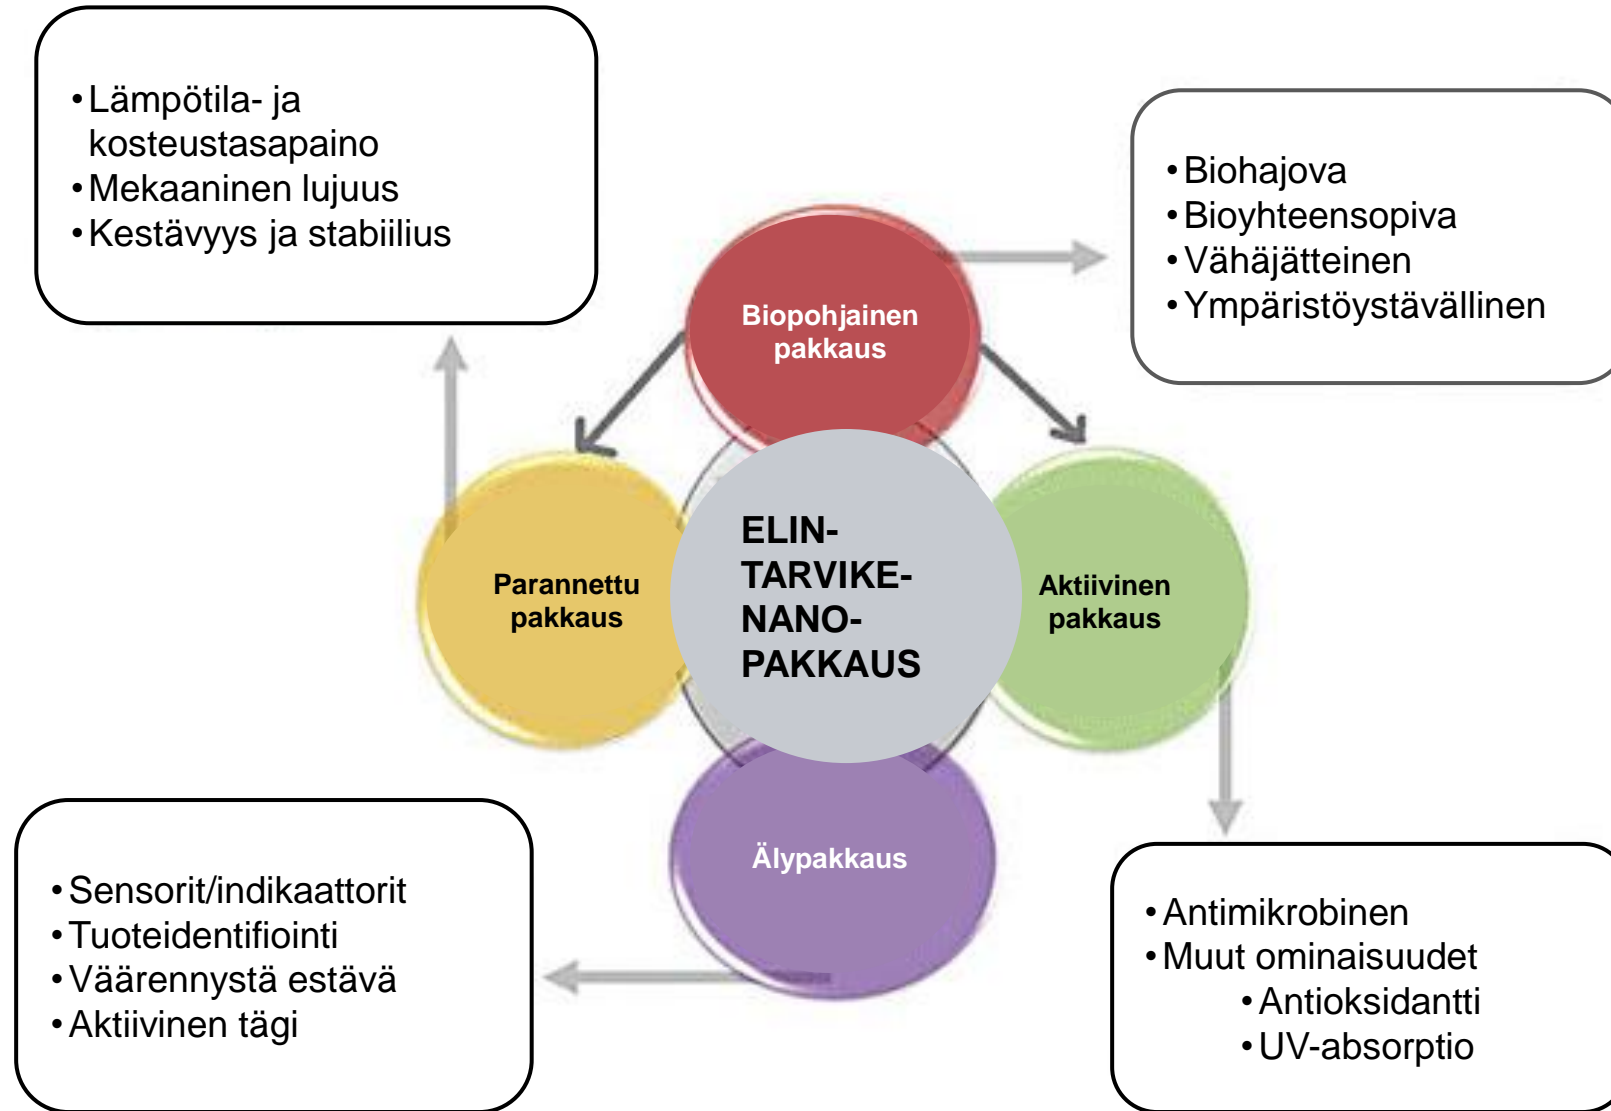 • Lämpötila- ja
kosteustasapaino
• Mekaaninen lujuus
• Kestävyys ja stabiilius
• Biohajova
• Bioyhteensopiva
• Vähäjätteinen
• Ympäristöystävällinen
Biopohjainen
pakkaus
Parannettu
pakkaus
ELIN-
TARVIKE-
NANO-
PAKKAUS
Aktiivinen
pakkaus
Älypakkaus
• Sensorit/indikaattorit
• Tuoteidentifiointi
• Väärennystä estävä
• Aktiivinen tägi
• Antimikrobinen
• Muut ominaisuudet
• Antioksidantti
• UV-absorptio